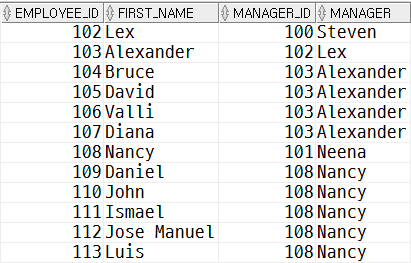 EMPLOYEE_ID FIRST_NAME MANAGER_ID MANAGER
102 Lex 100 Steven
103 Alexander 102 Lex
104 Bruce 103 Alexander
105 David 103 Alexander
106 Valli 103 Alexander
107 Diana 103 Alexander
108 Nancy 101 Neena
109 Daniel 108 Nancy
110 John 108 Nancy
111 Ismael 108 Nancy
112 Jose Manuel 108 Nancy
113 Luis 108 Nancy